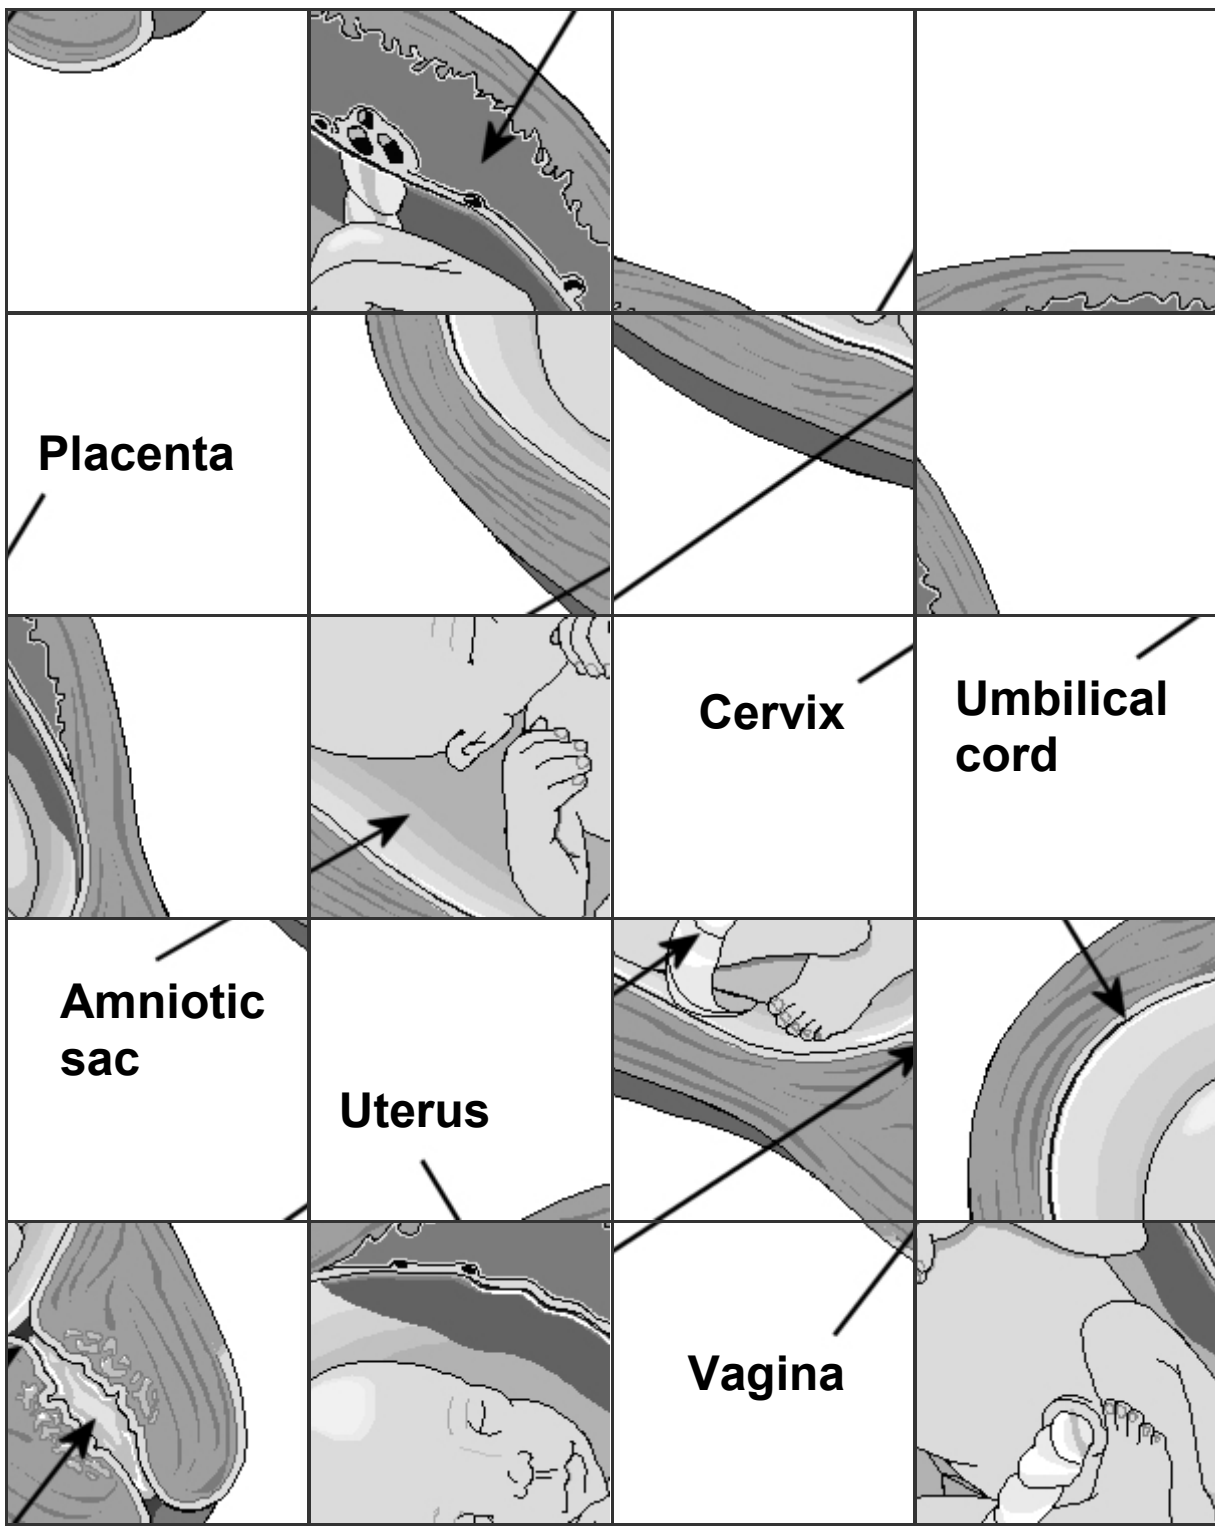 Placenta
Cervix
Umbilical
cord
Amniotic
sac
Uterus
Vagina